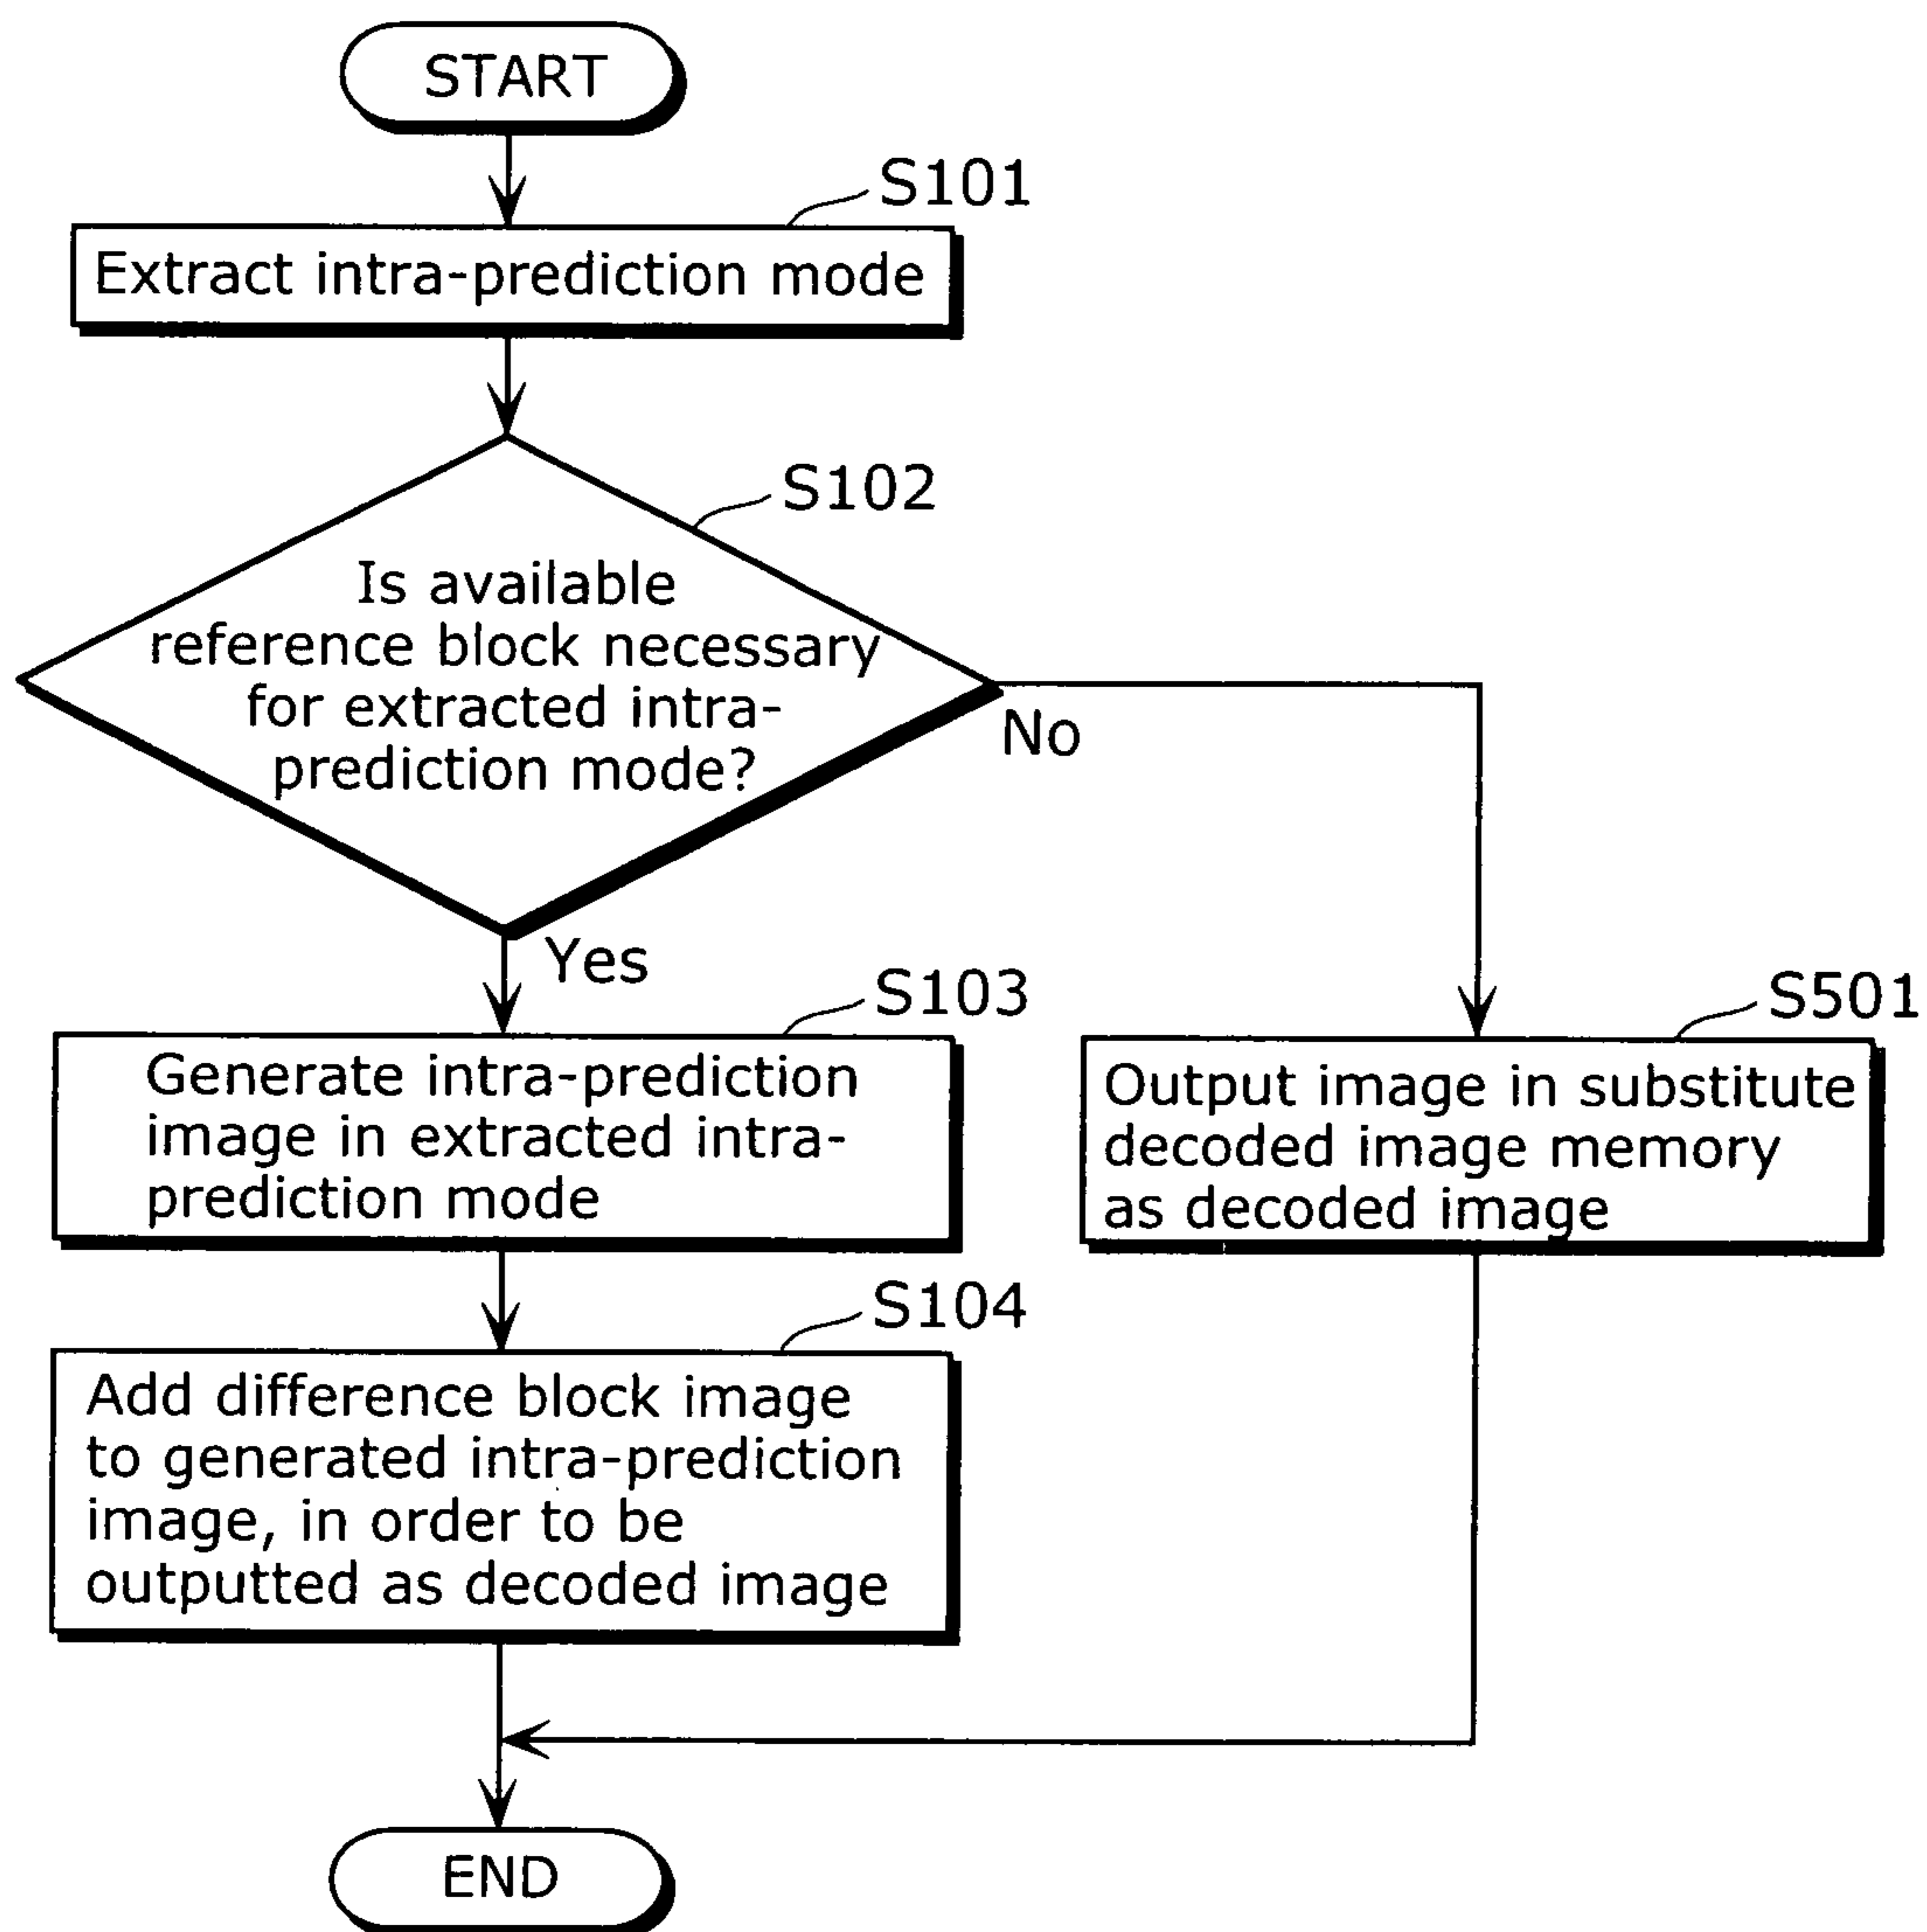 START
S101
Extract intra-prediction mode
S102
Is available
reference block necessary
for extracted intra-
prediction mode?
No
Yes
S103
Generate intra-prediction
image in extracted intra-
prediction mode
S501
Output image in substitute
decoded image memory
as decoded image
S104
Add difference block image
to generated intra-prediction
image, in order to be
outputted as decoded image
END